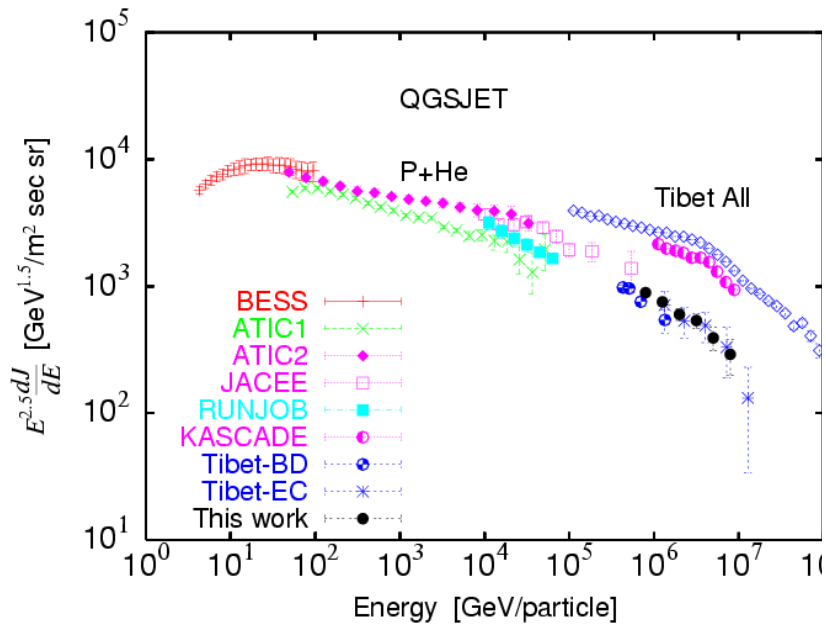 10^5
QGSJET
10^4
P+He
Tibet All
E^2.5 dJ/dE [GeV^1.5/m^2 sec sr]
10^3
BESS
ATIC1
ATIC2
JACEE
10^2
RUNJOB
KASCADE
Tibet-BD
Tibet-EC
This work
10^1
10^0 10^1 10^2 10^3 10^4 10^5 10^6 10^7 10
Energy [GeV/particle]